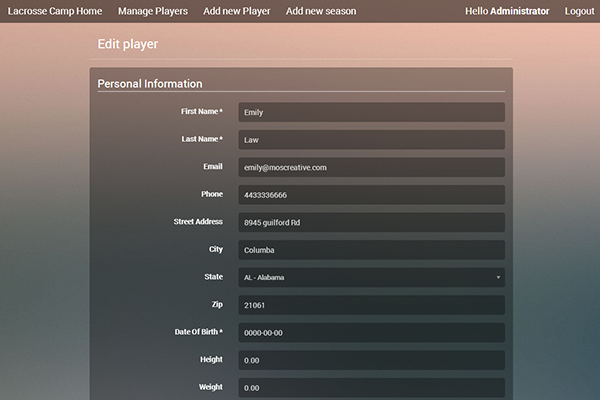 Lacrosse Camp Home Manage Players Add new Player Add new season Hello Administrator Logout
Edit player
Personal Information
First Name * Emily
Last Name * Law
Email emily@moscreative.com
Phone 4433336666
Street Address 8945 guilford Rd
City Columba
State AL - Alabama
Zip 21061
Date Of Birth * 0000-00-00
Height 0.00
Weight 0.00